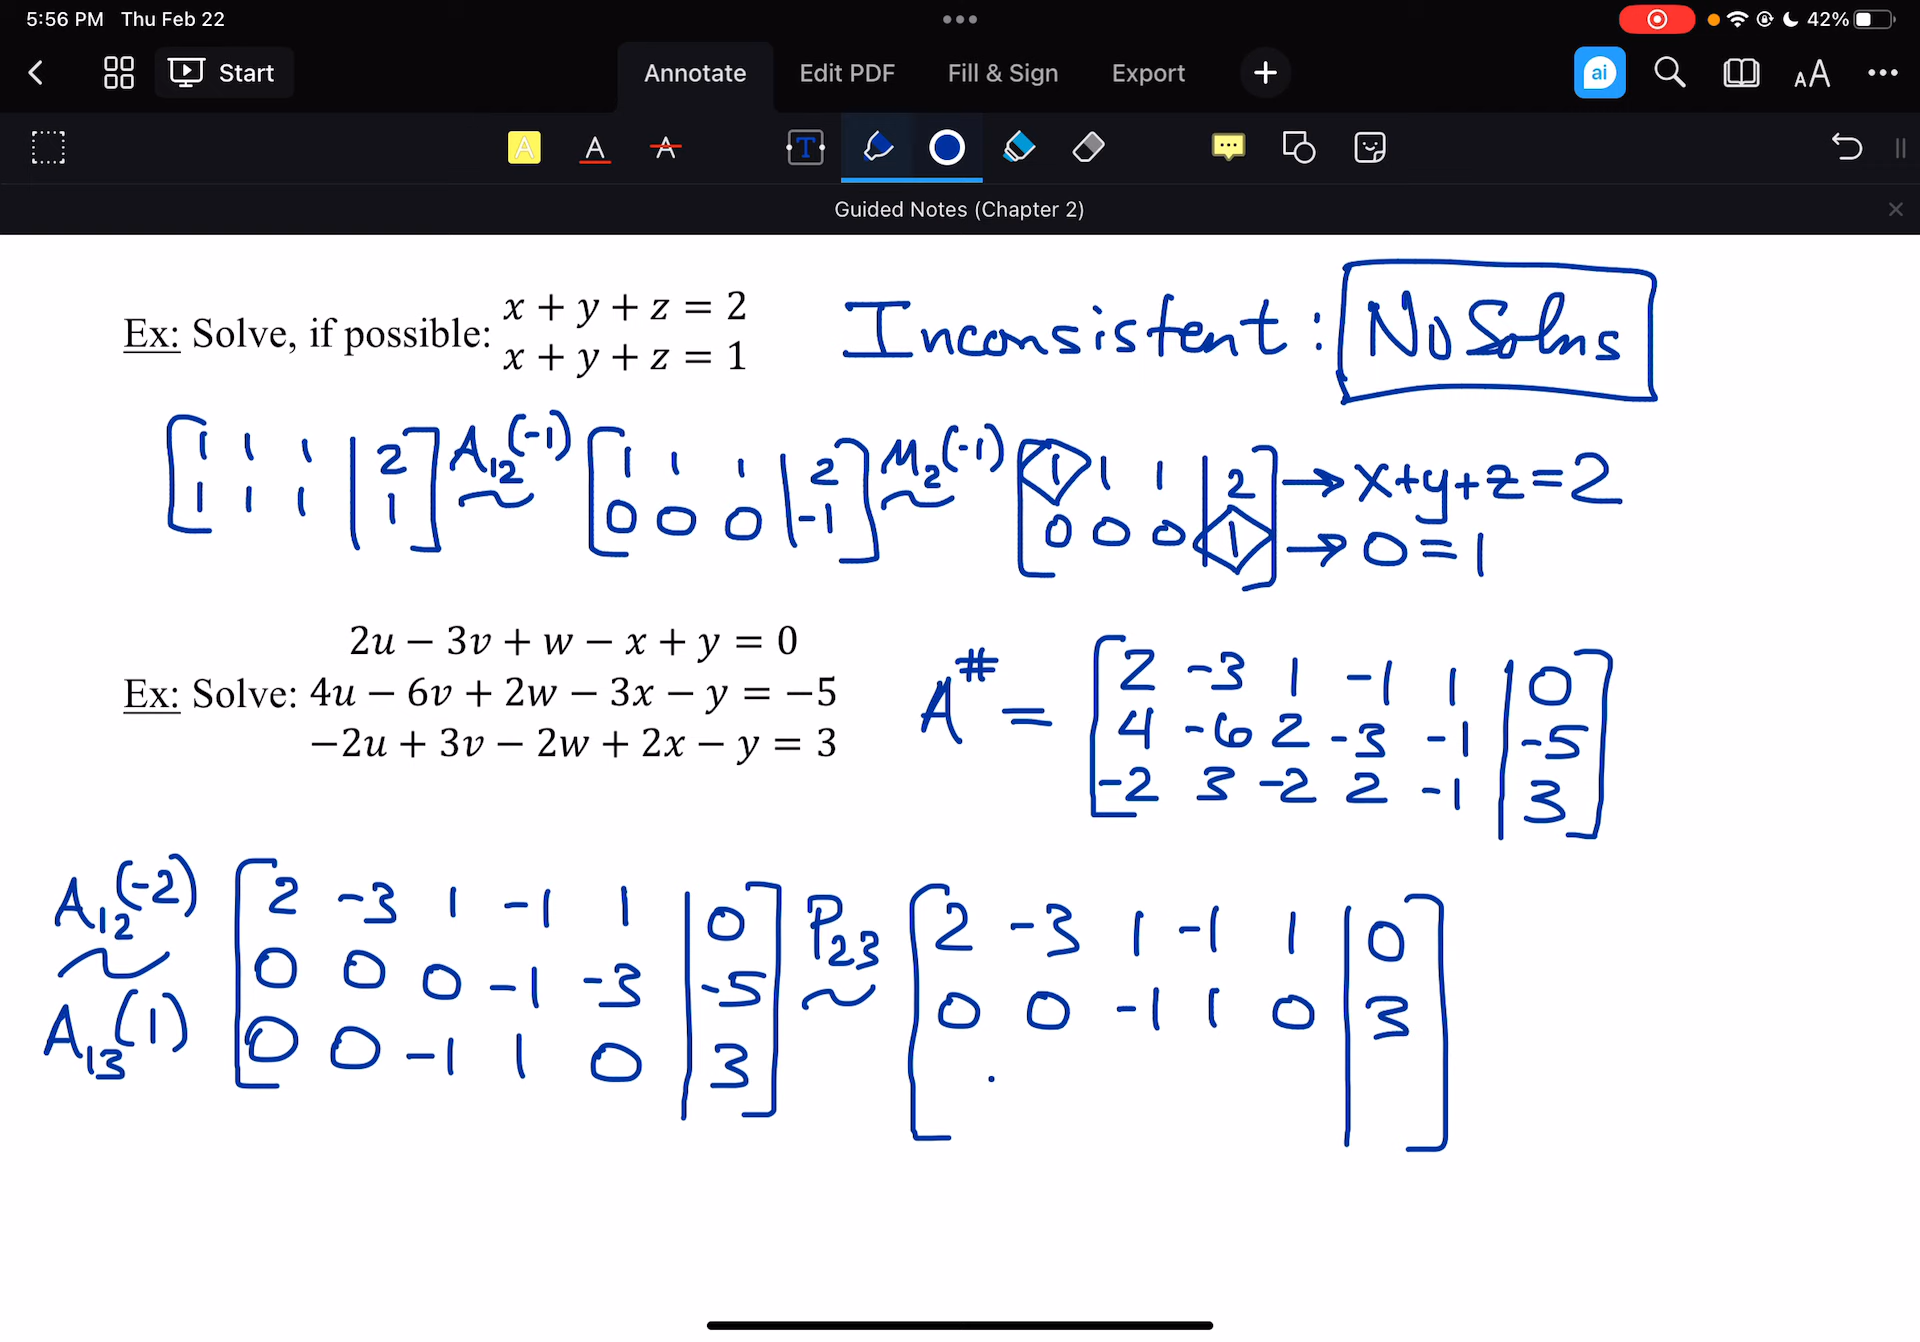 5:56 PM Thu Feb 22
42%
Start
Annotate
Edit PDF
Fill & Sign
Export
ai
AA
A A A T
Guided Notes (Chapter 2)
Ex: Solve, if possible: x + y + z = 2
x + y + z = 1
Inconsistent: No Solns
[1 1 1 | 2] A₁₂(-1) [1 1 1 | 2] M₂(-1) [1 1 1 | 2] → x+y+z=2
[1 1 1 | 1] ~ [0 0 0 | -1] ~ [0 0 0 | 1] → 0=1
2u − 3v + w − x + y = 0
Ex: Solve: 4u − 6v + 2w − 3x − y = −5
−2u + 3v − 2w + 2x − y = 3
A# = [2 -3 1 -1 1 | 0]
[4 -6 2 -3 -1 | -5]
[-2 3 -2 2 -1 | 3]
A₁₂(-2) [2 -3 1 -1 1 | 0] P₂₃ [2 -3 1 -1 1 | 0]
~ [0 0 0 -1 -3 | -5] ~ [0 0 -1 1 0 | 3]
A₁₃(1) [0 0 -1 1 0 | 3]